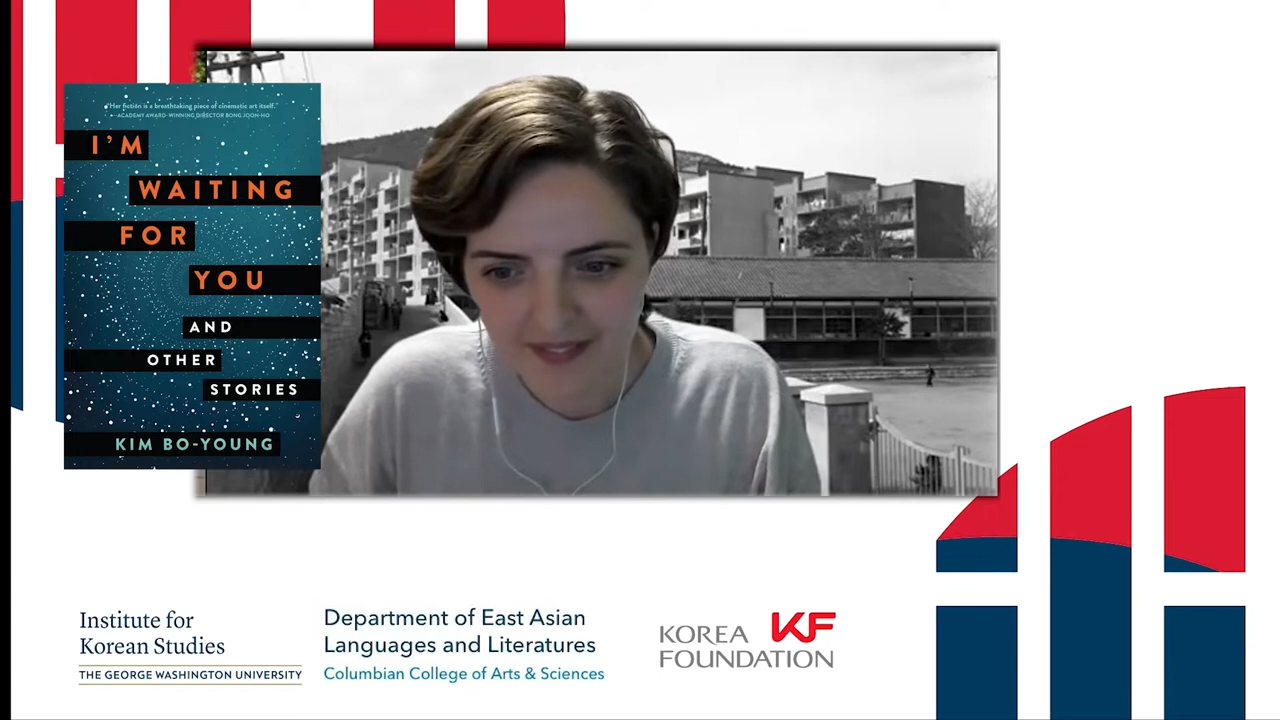 "Her fiction is a breathtaking piece of cinematic art itself."
—ACADEMY AWARD-WINNING DIRECTOR BONG JOON-HO
I'M
WAITING
FOR
YOU
AND
OTHER
STORIES
KIM BO-YOUNG
Institute for
Korean Studies
THE GEORGE WASHINGTON UNIVERSITY
Department of East Asian
Languages and Literatures
Columbian College of Arts & Sciences
KOREA KF
FOUNDATION